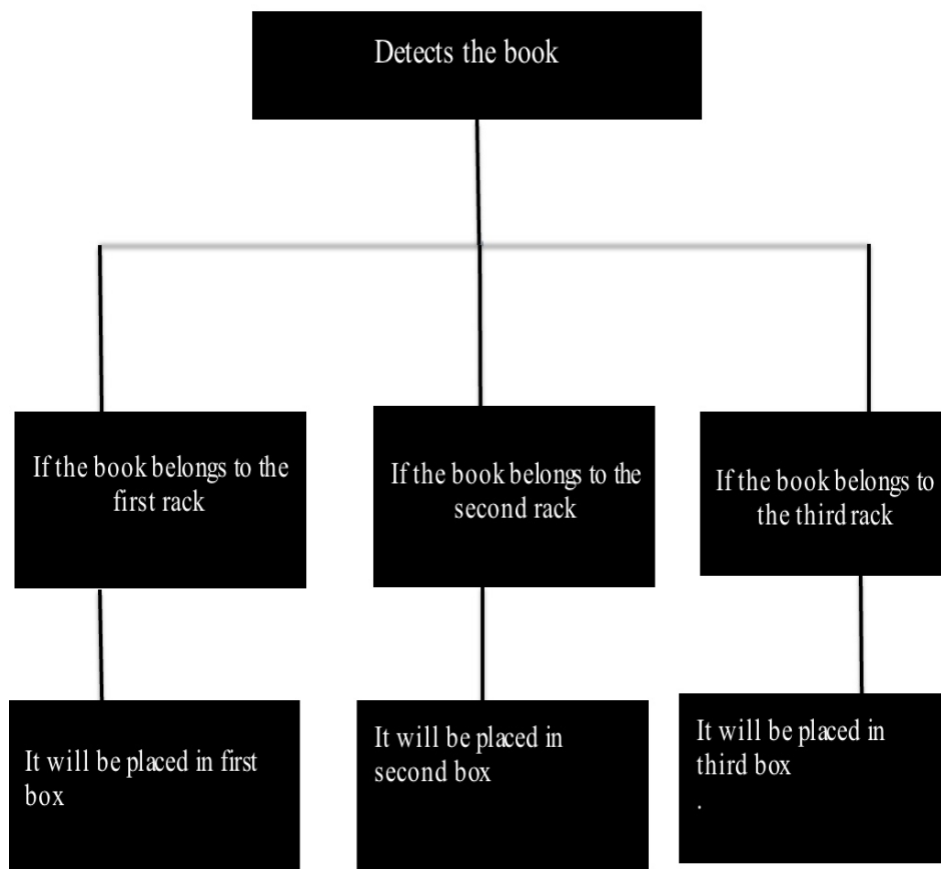 Detects the book
If the book belongs to the
first rack
If the book belongs to the
second rack
If the book belongs to
the third rack
It will be placed in first
box
It will be placed in
second box
It will be placed in
third box
.